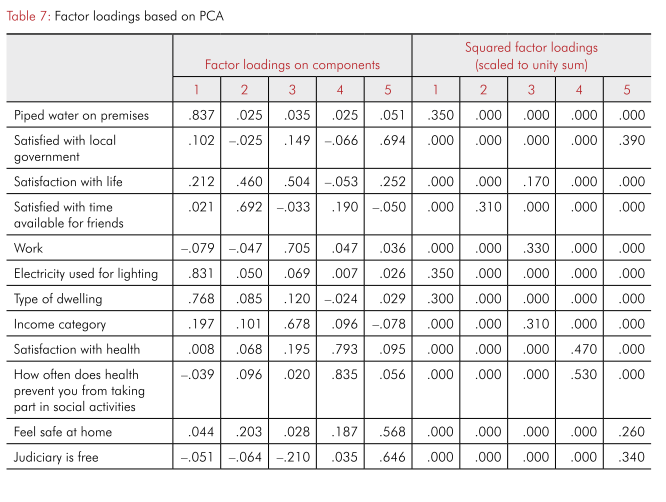 Table 7: Factor loadings based on PCA
Factor loadings on components
Squared factor loadings
(scaled to unity sum)
1 2 3 4 5 1 2 3 4 5
Piped water on premises .837 .025 .035 .025 .051 .350 .000 .000 .000 .000
Satisfied with local .102 –.025 .149 –.066 .694 .000 .000 .000 .000 .390
government
Satisfaction with life .212 .460 .504 –.053 .252 .000 .000 .170 .000 .000
Satisfied with time .021 .692 –.033 .190 –.050 .000 .310 .000 .000 .000
available for friends
Work –.079 –.047 .705 .047 .036 .000 .000 .330 .000 .000
Electricity used for lighting .831 .050 .069 .007 .026 .350 .000 .000 .000 .000
Type of dwelling .768 .085 .120 –.024 .029 .300 .000 .000 .000 .000
Income category .197 .101 .678 .096 –.078 .000 .000 .310 .000 .000
Satisfaction with health .008 .068 .195 .793 .095 .000 .000 .000 .470 .000
How often does health –.039 .096 .020 .835 .056 .000 .000 .000 .530 .000
prevent you from taking
part in social activities
Feel safe at home .044 .203 .028 .187 .568 .000 .000 .000 .000 .260
Judiciary is free –.051 –.064 –.210 .035 .646 .000 .000 .000 .000 .340